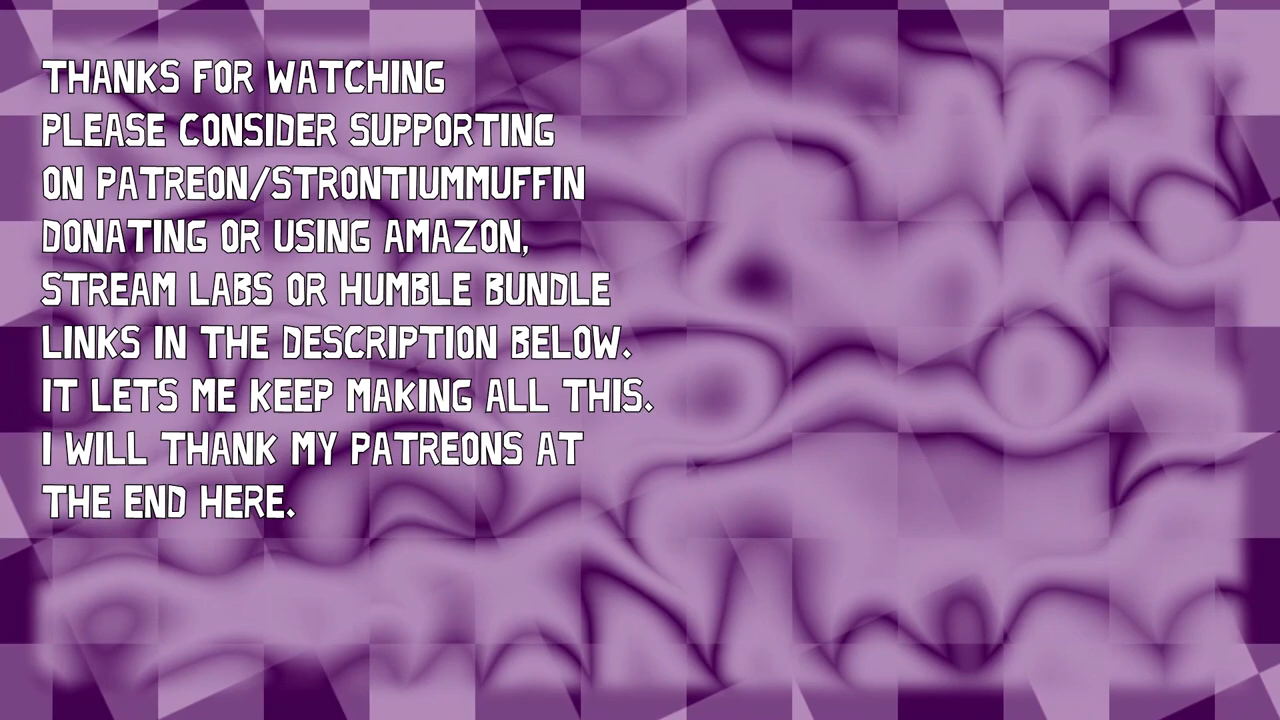 THANKS FOR WATCHING
PLEASE CONSIDER SUPPORTING
ON PATREON/STRONTIUMMUFFIN
DONATING OR USING AMAZON,
STREAM LABS OR HUMBLE BUNDLE
LINKS IN THE DESCRIPTION BELOW.
IT LETS ME KEEP MAKING ALL THIS.
I WILL THANK MY PATREONS AT
THE END HERE.